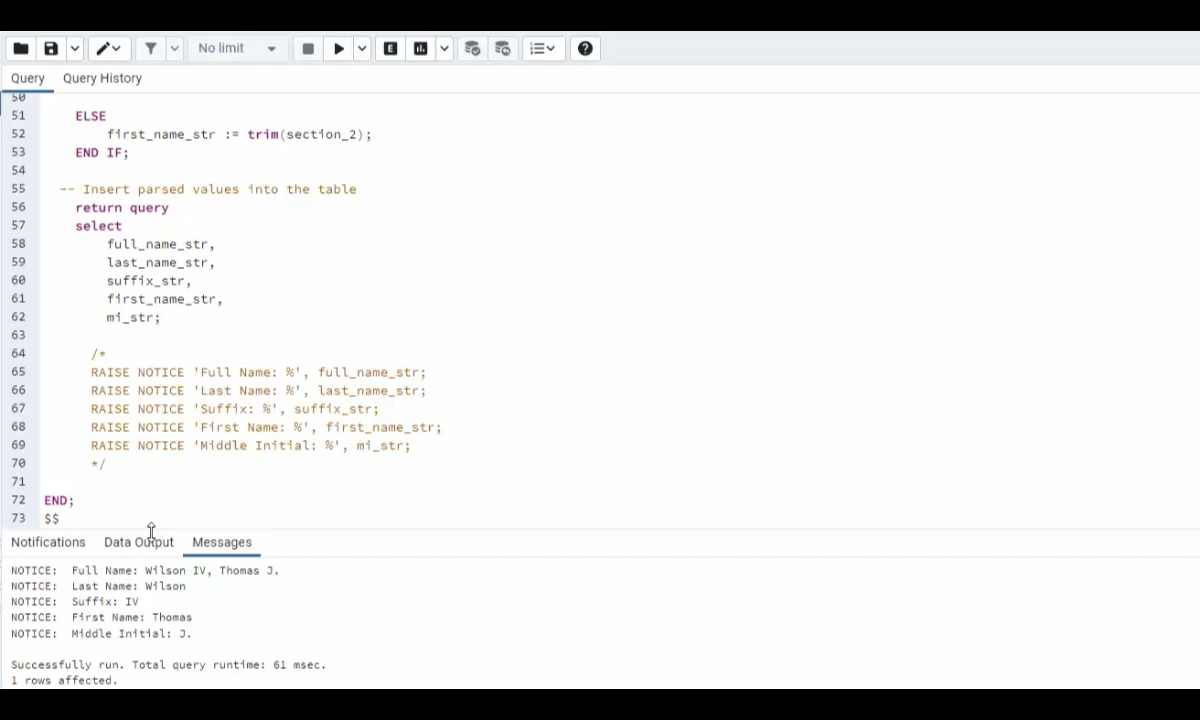 No limit
E
Query Query History
50
51 ELSE
52 first_name_str := trim(section_2);
53 END IF;
54
55 -- Insert parsed values into the table
56 return query
57 select
58 full_name_str,
59 last_name_str,
60 suffix_str,
61 first_name_str,
62 mi_str;
63
64 /*
65 RAISE NOTICE 'Full Name: %', full_name_str;
66 RAISE NOTICE 'Last Name: %', last_name_str;
67 RAISE NOTICE 'Suffix: %', suffix_str;
68 RAISE NOTICE 'First Name: %', first_name_str;
69 RAISE NOTICE 'Middle Initial: %', mi_str;
70 */
71
72 END;
73 $$
Notifications Data Output Messages
NOTICE: Full Name: Wilson IV, Thomas J.
NOTICE: Last Name: Wilson
NOTICE: Suffix: IV
NOTICE: First Name: Thomas
NOTICE: Middle Initial: J.
Successfully run. Total query runtime: 61 msec.
1 rows affected.